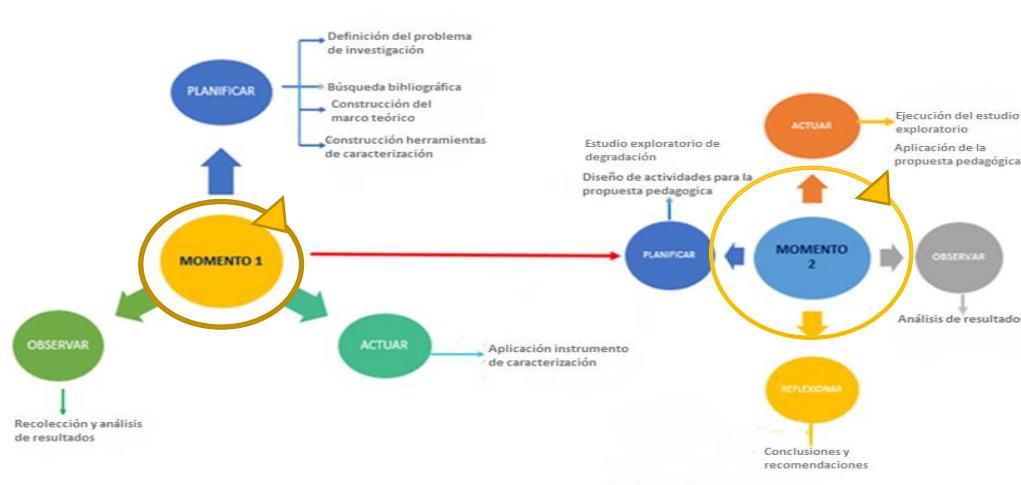 PLANIFICAR
Definición del problema
de investigación
Búsqueda bibliográfica
Construcción del
marco teórico
Construcción herramientas
de caracterización
MOMENTO 1
OBSERVAR
Recolección y análisis
de resultados
ACTUAR
Aplicación instrumento
de caracterización
Estudio exploratorio de
degradación
Diseño de actividades para la
propuesta pedagogica
PLANIFICAR
MOMENTO
2
ACTUAR
Ejecución del estudio
exploratorio
Aplicación de la
propuesta pedagógica
OBSERVAR
Análisis de resultados
REFLEXIONAR
Conclusiones y
recomendaciones